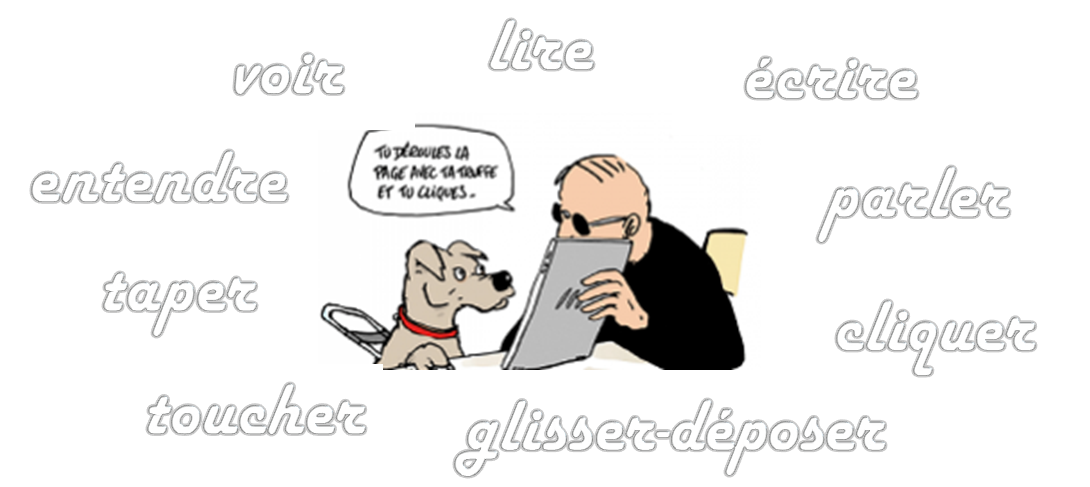 lire
voir
écrire
TU DÉROULES LA
PAGE AVEC TA TRUFFE
ET TU CLIQUES..
entendre
parler
taper
cliquer
toucher
glisser-déposer